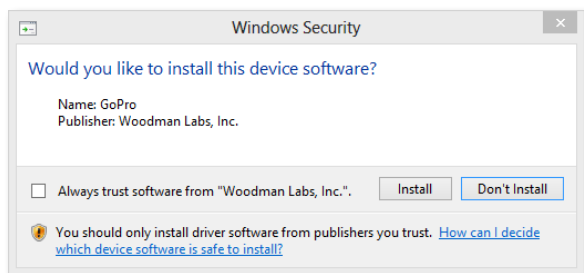 Windows Security
Would you like to install this device software?
Name: GoPro
Publisher: Woodman Labs, Inc.
Always trust software from "Woodman Labs, Inc.".
Install
Don't Install
You should only install driver software from publishers you trust. How can I decide
which device software is safe to install?